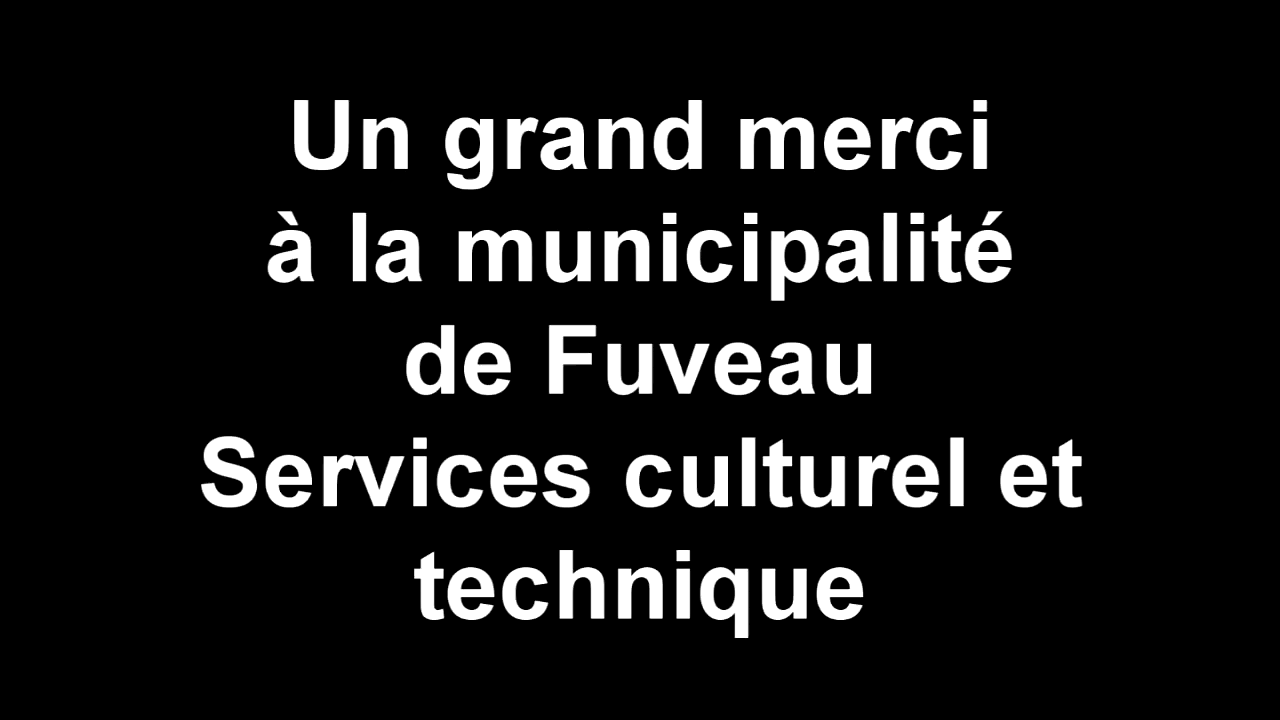 Un grand merci
à la municipalité
de Fuveau
Services culturel et
technique